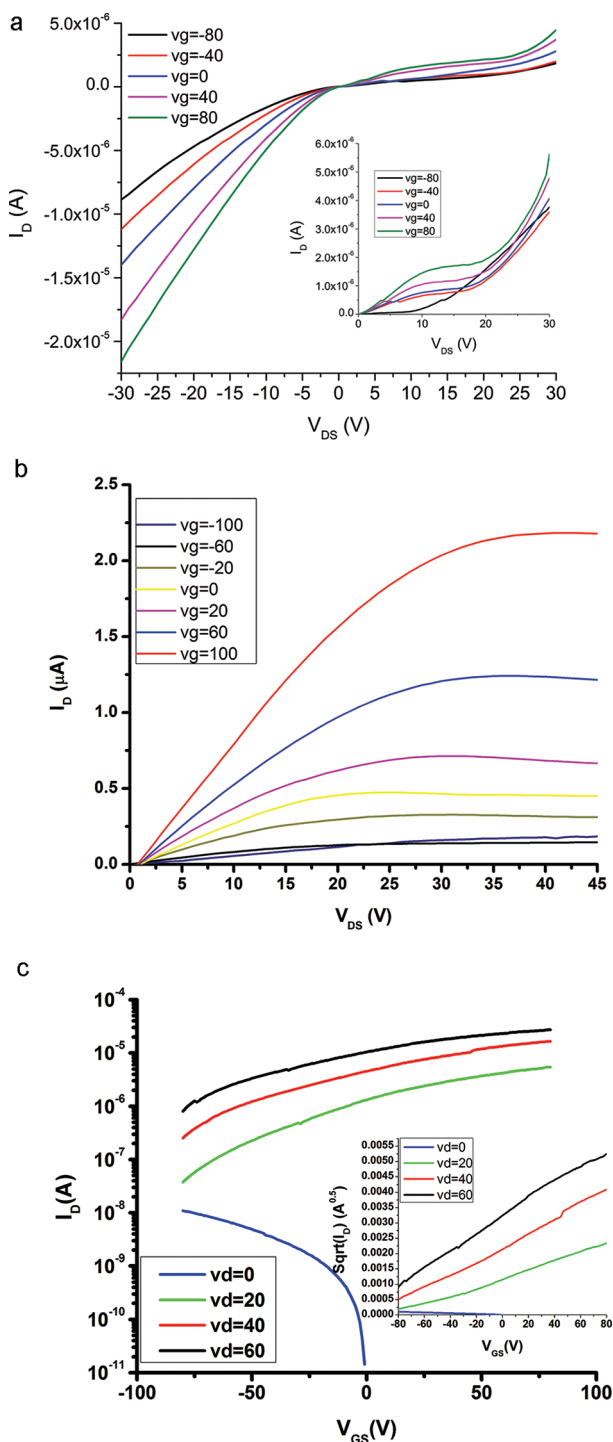 a
vg=-80
vg=-40
vg=0
vg=40
vg=80
5.0x10-6
0.0
-5.0x10-6
-1.0x10-5
-1.5x10-5
-2.0x10-5
ID (A)
-30 -25 -20 -15 -10 -5 0 5 10 15 20 25 30
VDS (V)
6.0x10-6
5.0x10-6
4.0x10-6
3.0x10-6
2.0x10-6
1.0x10-6
0.0
ID (A)
vg=-80
vg=-40
vg=0
vg=40
vg=80
0 10 20 30
VDS (V)
b
2.5
2.0
1.5
1.0
0.5
0.0
ID (μA)
vg=-100
vg=-60
vg=-20
vg=0
vg=20
vg=60
vg=100
0 5 10 15 20 25 30 35 40 45
VDS (V)
c
10-4
10-5
10-6
10-7
10-8
10-9
10-10
10-11
ID(A)
vd=0
vd=20
vd=40
vd=60
-100 -50 0 50 100
VGS(V)
0.0055
0.0050
0.0045
0.0040
0.0035
0.0030
0.0025
0.0020
0.0015
0.0010
0.0005
0.0000
Sqrt(ID) (A0.5)
vd=0
vd=20
vd=40
vd=60
-80 -60 -40 -20 0 20 40 60 80
VGS(V)